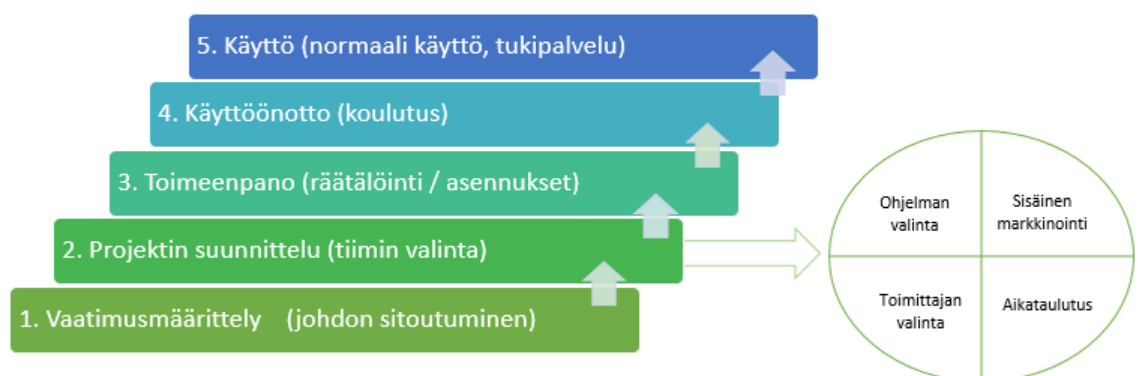 5. Käyttö (normaali käyttö, tukipalvelu)
4. Käyttöönotto (koulutus)
3. Toimeenpano (räätälöinti / asennukset)
2. Projektin suunnittelu (tiimin valinta)
1. Vaatimusmäärittely (johdon sitoutuminen)
Ohjelman
valinta
Sisäinen
markkinointi
Toimittajan
valinta
Aikataulutus